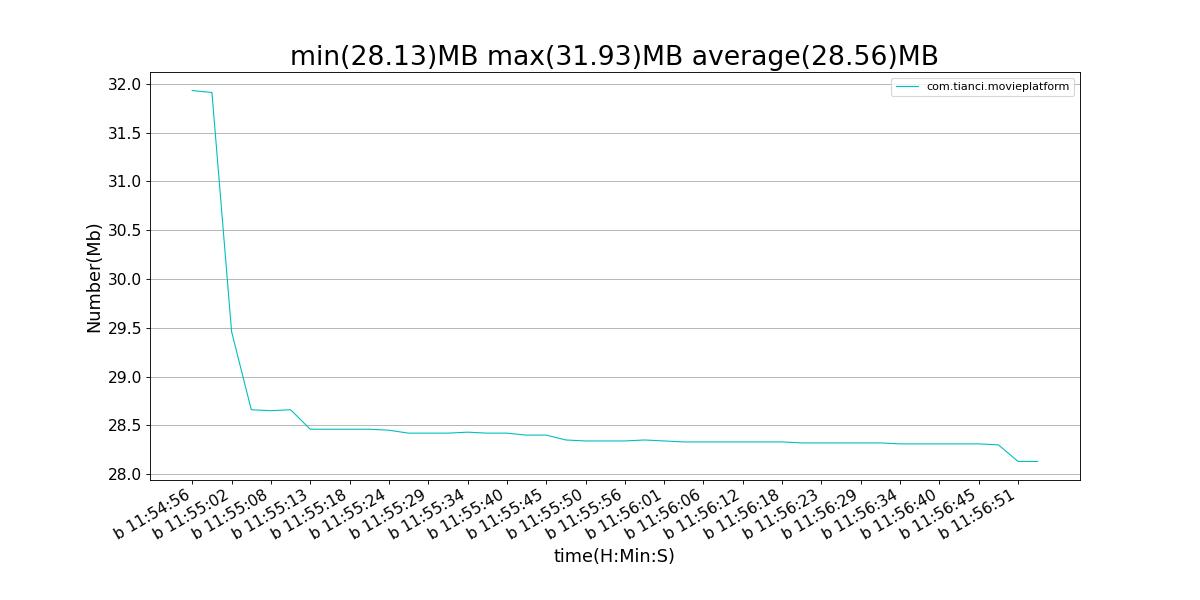 min(28.13)MB max(31.93)MB average(28.56)MB
com.tianci.movieplatform
32.0
31.5
31.0
30.5
30.0
29.5
29.0
28.5
28.0
Number(Mb)
b 11:54:56
b 11:55:02
b 11:55:08
b 11:55:13
b 11:55:18
b 11:55:24
b 11:55:29
b 11:55:34
b 11:55:40
b 11:55:45
b 11:55:50
b 11:55:56
b 11:56:01
b 11:56:06
b 11:56:12
b 11:56:18
b 11:56:23
b 11:56:29
b 11:56:34
b 11:56:40
b 11:56:45
b 11:56:51
time(H:Min:S)